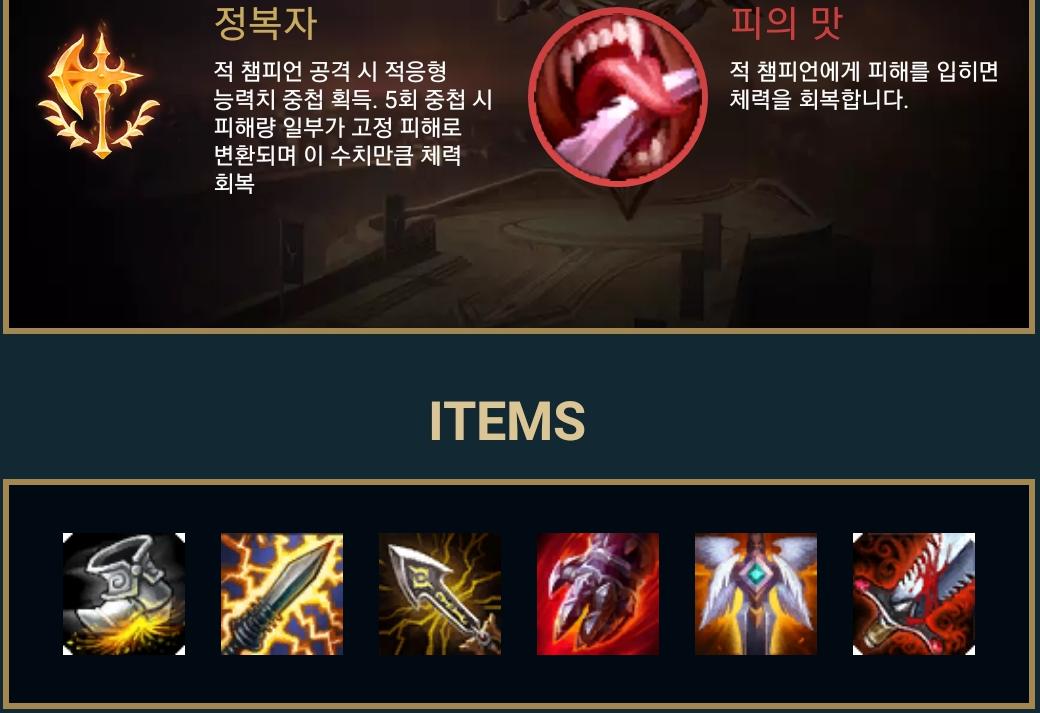 정복자
적 챔피언 공격 시 적응형
능력치 중첩 획득. 5회 중첩 시
피해량 일부가 고정 피해로
변환되며 이 수치만큼 체력
회복
피의 맛
적 챔피언에게 피해를 입히면
체력을 회복합니다.
ITEMS